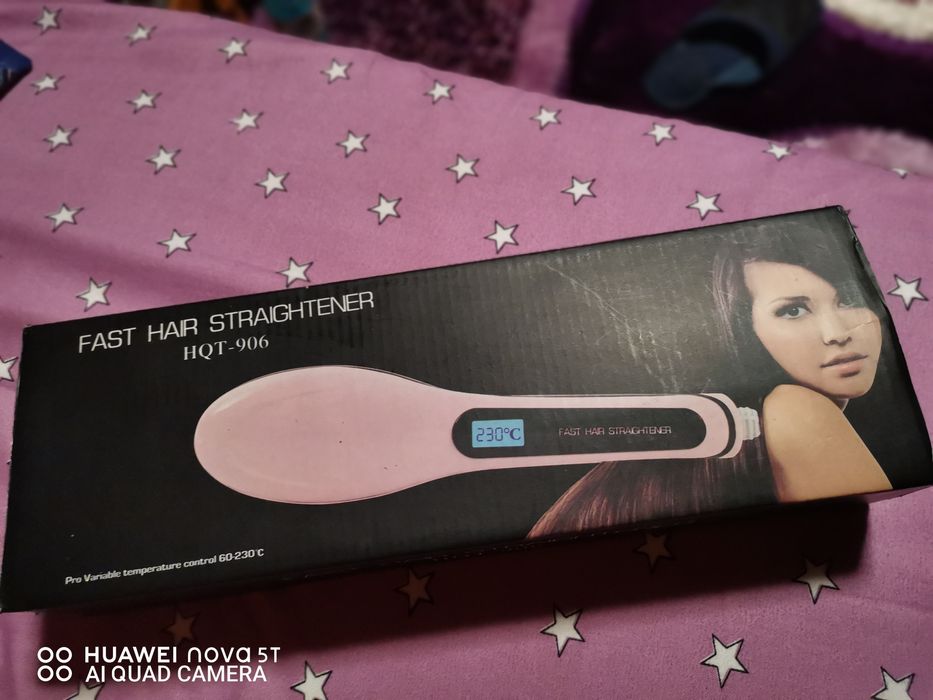 FAST HAIR STRAIGHTENER
HQT-906
230°C
FAST HAIR STRAIGHTENER
Pro Variable temperature control 60-230°C
HUAWEI nova 5T
AI QUAD CAMERA